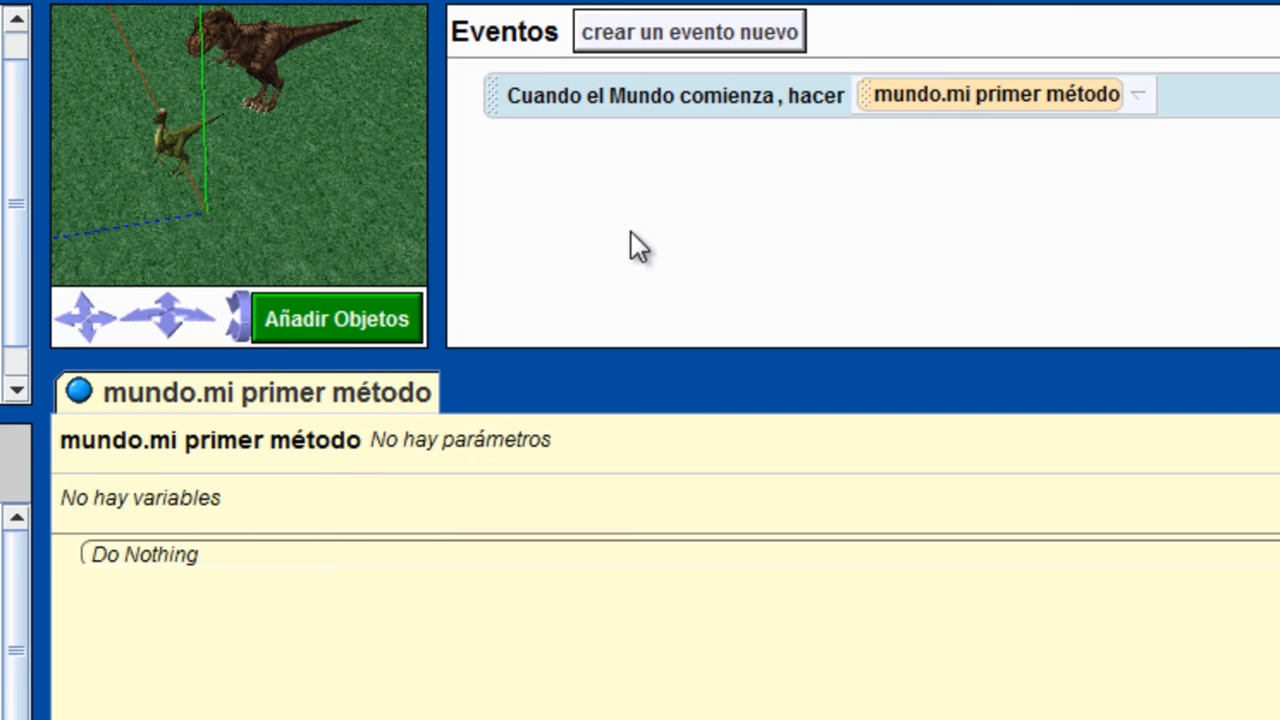 Eventos crear un evento nuevo
Cuando el Mundo comienza, hacer mundo.mi primer método
Añadir Objetos
mundo.mi primer método
mundo.mi primer método No hay parámetros
No hay variables
Do Nothing